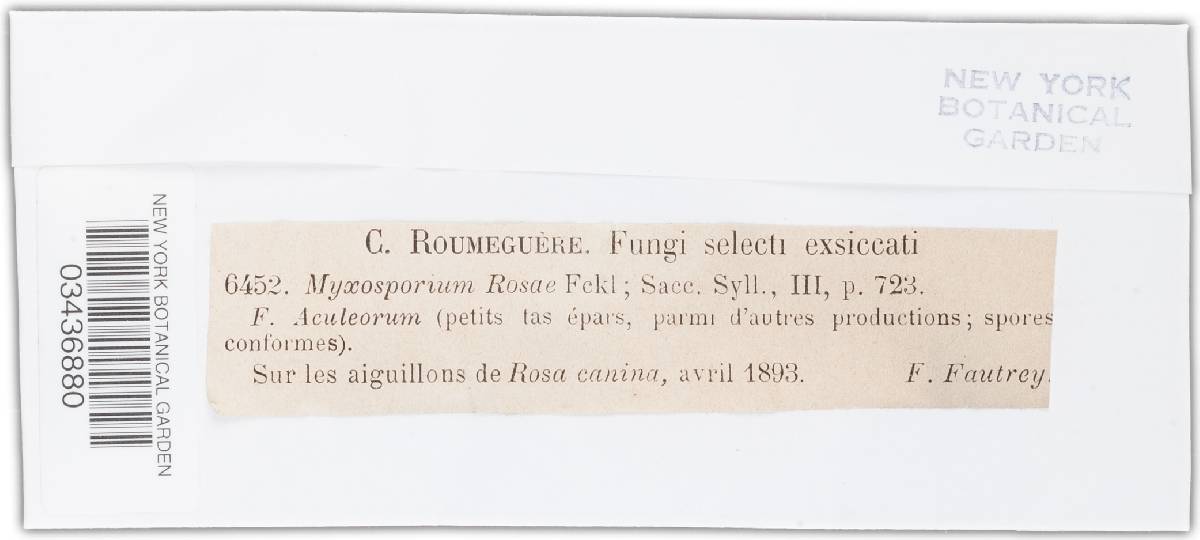 NEW YORK
BOTANICAL
GARDEN
NEW YORK BOTANICAL GARDEN
03436880
C. ROUMEGUÈRE. Fungi selecti exsiccati
6452. Myxosporium Rosae Fckl; Sacc. Syll., III, p. 723.
F. Aculeorum (petits tas épars, parmi d'autres productions; spores
conformes).
Sur les aiguillons de Rosa canina, avril 1893. F. Fautrey.